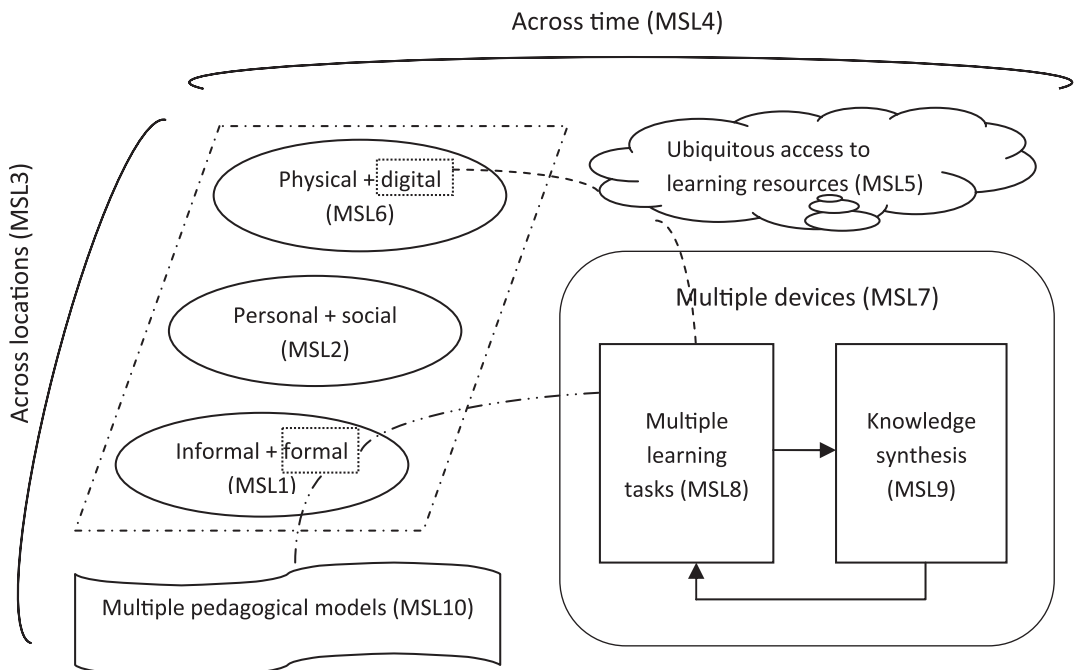 Across time (MSL4)
Across locations (MSL3)
Physical + digital
(MSL6)
Personal + social
(MSL2)
Informal + formal
(MSL1)
Multiple pedagogical models (MSL10)
Ubiquitous access to
learning resources (MSL5)
Multiple devices (MSL7)
Multiple
learning
tasks (MSL8)
Knowledge
synthesis
(MSL9)